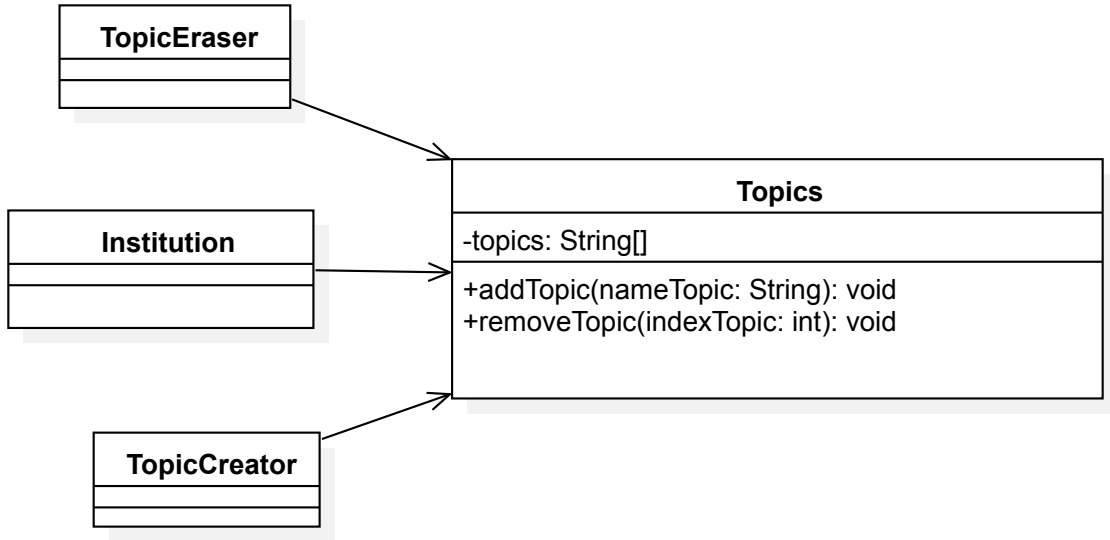 TopicEraser
Topics
-topics: String[]
Institution
+addTopic(nameTopic: String): void
+removeTopic(indexTopic: int): void
TopicCreator